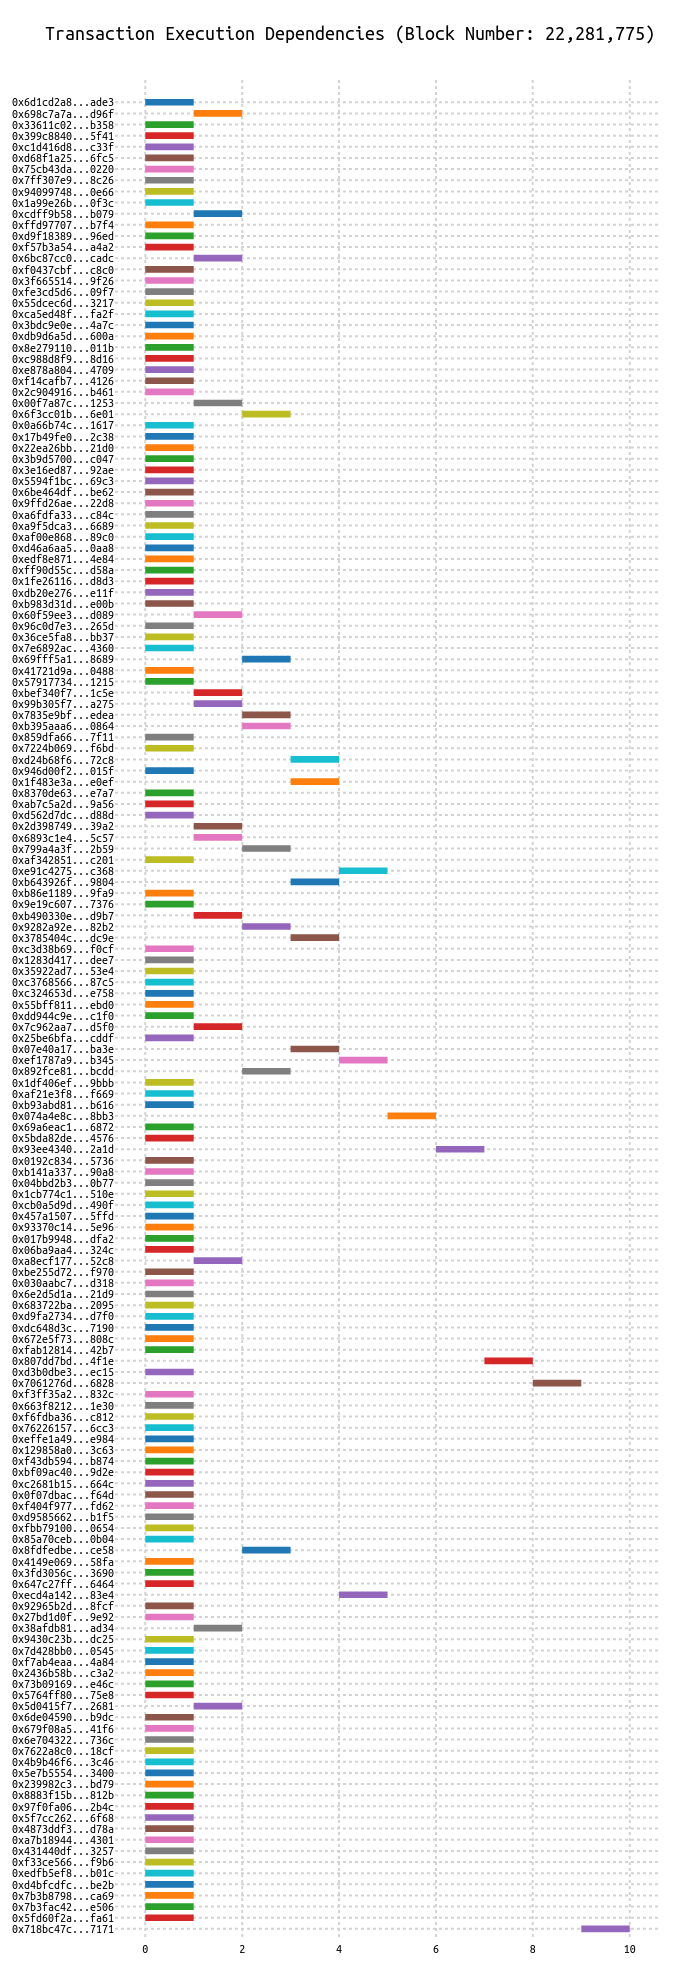 Transaction Execution Dependencies (Block Number: 22,281,775)
0x6d1cd2a8...ade3
0x698c7a7a...d96f
0x33611c02...b358
0x399c8840...5f41
0xc1d416d8...c33f
0xd68f1a25...6fc5
0x75cb43da...0220
0x7ff307e9...8c26
0x94099748...0e66
0x1a99e26b...0f3c
0xcdff9b58...b079
0xffd97707...b7f4
0xd9f18389...96ed
0xf57b3a54...a4a2
0x6bc87cc0...cadc
0xf0437cbf...c8c0
0x3f665514...9f26
0xfe3cd5d6...09f7
0x55dcec6d...3217
0xca5ed48f...fa2f
0x3bdc9e0e...4a7c
0xdb9d6a5d...600a
0x8e279110...011b
0xc988d8f9...8d16
0xe878a804...4709
0xf14cafb7...4126
0x2c904916...b461
0x00f7a87c...1253
0x6f3cc01b...6e01
0x0a66b74c...1617
0x17b49fe0...2c38
0x22ea26bb...21d0
0x3b9d5700...c047
0x3e16ed87...92ae
0x5594f1bc...69c3
0x6be464df...be62
0x9ffd26ae...22d8
0xa6fdfa33...c84c
0xa9f5dca3...6689
0xaf00e868...89c0
0xd46a6aa5...0aa8
0xedf8e871...4e84
0xff90d55c...d58a
0x1fe26116...d8d3
0xdb20e276...e11f
0xb983d31d...e00b
0x60f59ee3...d089
0x96c0d7e3...265d
0x36ce5fa8...bb37
0x7e6892ac...4360
0x69fff5a1...8689
0x41721d9a...0488
0x57917734...1215
0xbef340f7...1c5e
0x99b305f7...a275
0x7835e9bf...edea
0xb395aaa6...0864
0x859dfa66...7f11
0x7224b069...f6bd
0xd24b68f6...72c8
0x946d00f2...015f
0x1f483e3a...e0ef
0x8370de63...e7a7
0xab7c5a2d...9a56
0xd562d7dc...d88d
0x2d398749...39a2
0x6893c1e4...5c57
0x799a4a3f...2b59
0xaf342851...c201
0xe91c4275...c368
0xb643926f...9804
0xb86e1189...9fa9
0x9e19c607...7376
0xb490330e...d9b7
0x9282a92e...82b2
0x3785404c...dc9e
0xc3d38b69...f0cf
0x1283d417...dee7
0x35922ad7...53e4
0xc3768566...87c5
0xc324653d...e758
0x55bff811...ebd0
0xdd944c9e...c1f0
0x7c962aa7...d5f0
0x25be6bfa...cddf
0x07e40a17...ba3e
0xef1787a9...b345
0x892fce81...bcdd
0x1df406ef...9bbb
0xaf21e3f8...f669
0xb93abd81...b616
0x074a4e8c...8bb3
0x69a6eac1...6872
0x5bda82de...4576
0x93ee4340...2a1d
0x0192c834...5736
0xb141a337...90a8
0x04bbd2b3...0b77
0x1cb774c1...510e
0xcb0a5d9d...490f
0x457a1507...5ffd
0x93370c14...5e96
0x017b9948...dfa2
0x06ba9aa4...324c
0xa8ecf177...52c8
0xbe255d72...f970
0x030aabc7...d318
0x6e2d5d1a...21d9
0x683722ba...2095
0xd9fa2734...d7f0
0xdc648d3c...7190
0x672e5f73...808c
0xfab12814...42b7
0x807dd7bd...4f1e
0xd3b0dbe3...ec15
0x7061276d...6828
0xf3ff35a2...832c
0x663f8212...1e30
0xf6fdba36...c812
0x76226157...6cc3
0xeffe1a49...e984
0x129858a0...3c63
0xf43db594...b874
0xbf09ac40...9d2e
0xc2681b15...664c
0x0f07dbac...f64d
0xf404f977...fd62
0xd9585662...b1f5
0xfbb79100...0654
0x85a70ceb...0b04
0x8fdfedbe...ce58
0x4149e069...58fa
0x3fd3056c...3690
0x647c27ff...6464
0xecd4a142...83e4
0x92965b2d...8fcf
0x27bd1d0f...9e92
0x38afdb81...ad34
0x9430c23b...dc25
0x7d428bb0...0545
0xf7ab4eaa...4a84
0x2436b58b...c3a2
0x73b09169...e46c
0x5764ff80...75e8
0x5d0415f7...2681
0x6de04590...b9dc
0x679f08a5...41f6
0x6e704322...736c
0x7622a8c0...18cf
0x4b9b46f6...3c46
0x5e7b5554...3400
0x239982c3...bd79
0x8883f15b...812b
0x97f0fa06...2b4c
0x5f7cc262...6f68
0x4873ddf3...d78a
0xa7b18944...4301
0x431440df...3257
0xf33ce566...f9b6
0xedfb5ef8...b01c
0xd4bfcdfc...be2b
0x7b3b8798...ca69
0x7b3fac42...e506
0x5fd60f2a...fa61
0x718bc47c...7171
0 2 4 6 8 10